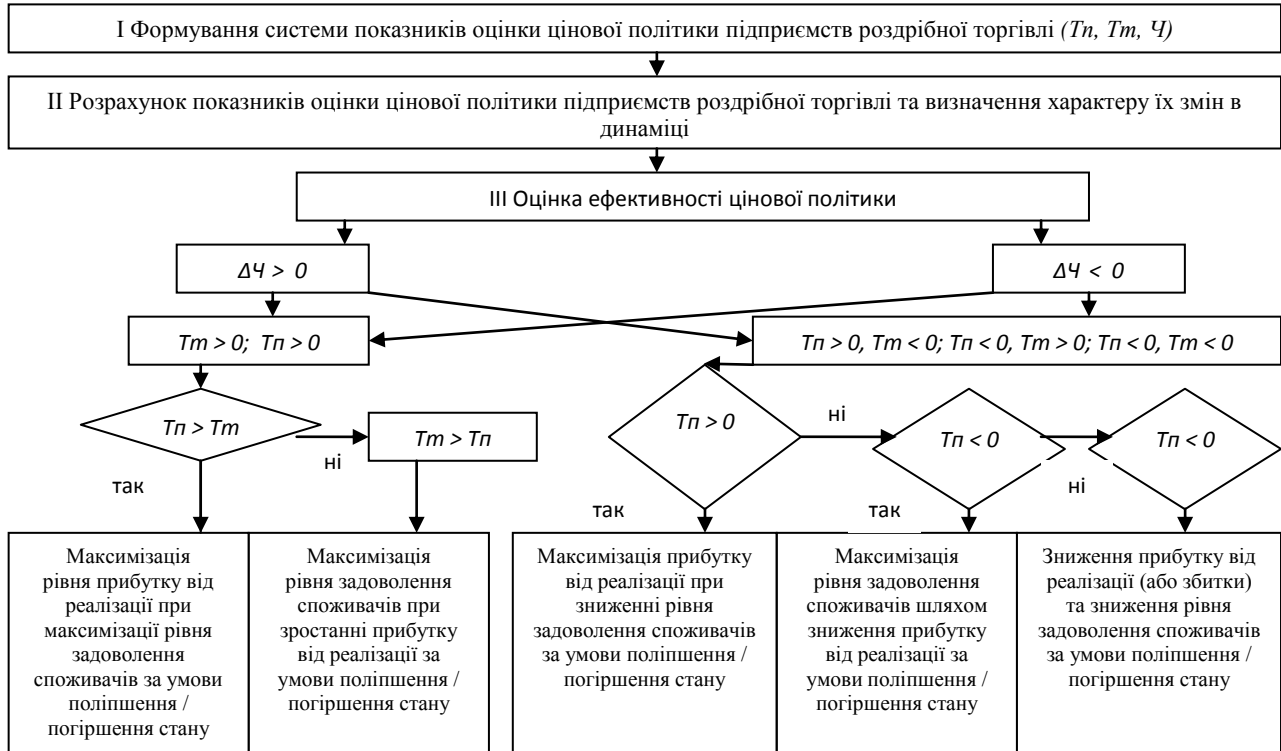 I Формування системи показників оцінки цінової політики підприємств роздрібної торгівлі (Тп, Тт, Ч)
II Розрахунок показників оцінки цінової політики підприємств роздрібної торгівлі та визначення характеру їх змін в
динаміці
III Оцінка ефективності цінової політики
ΔЧ > 0
ΔЧ < 0
Тт > 0; Тп > 0
Тп > 0, Тт < 0; Тп < 0, Тт > 0; Тп < 0, Тт < 0
Тп > Тт
ні
Тт > Тп
Тп > 0
ні
Тп < 0
ні
Тп < 0
так
так
так
Максимізація
рівня прибутку від
реалізації при
максимізації рівня
задоволення
споживачів за умови
поліпшення /
погіршення стану
Максимізація
рівня задоволення
споживачів при
зростанні прибутку
від реалізації за
умови поліпшення /
погіршення стану
Максимізація прибутку
від реалізації при
зниженні рівня
задоволення споживачів
за умови поліпшення /
погіршення стану
Максимізація
рівня задоволення
споживачів шляхом
зниження прибутку
від реалізації за
умови поліпшення /
погіршення стану
Зниження прибутку від
реалізації (або збитки)
та зниження рівня
задоволення споживачів
за умови поліпшення /
погіршення стану